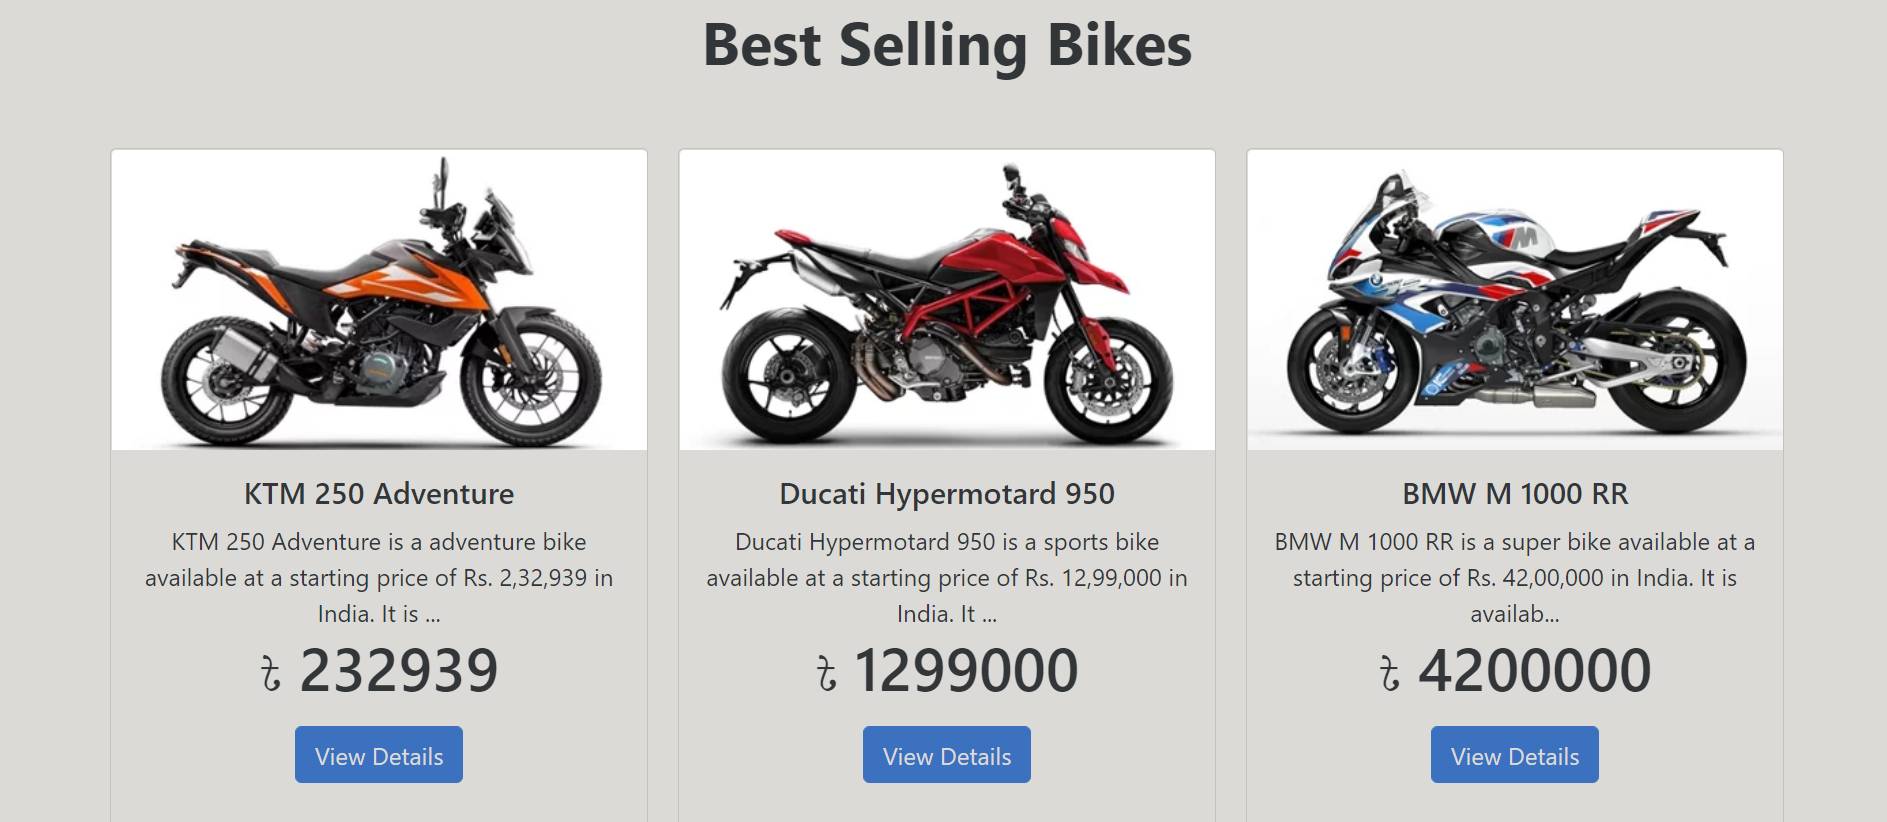 Best Selling Bikes
KTM 250 Adventure
KTM 250 Adventure is a adventure bike
available at a starting price of Rs. 2,32,939 in
India. It is ...
৳ 232939
View Details
Ducati Hypermotard 950
Ducati Hypermotard 950 is a sports bike
available at a starting price of Rs. 12,99,000 in
India. It ...
৳ 1299000
View Details
M
BMW M 1000 RR
BMW M 1000 RR is a super bike available at a
starting price of Rs. 42,00,000 in India. It is
availab...
৳ 4200000
View Details